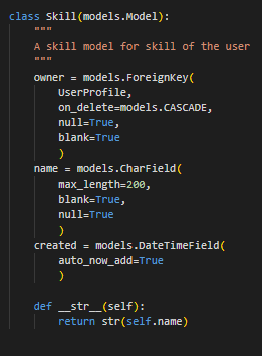 class Skill(models.Model):
    """
    A skill model for skill of the user
    """
    owner = models.ForeignKey(
        UserProfile,
        on_delete=models.CASCADE,
        null=True,
        blank=True
        )
    name = models.CharField(
        max_length=200,
        blank=True,
        null=True
        )
    created = models.DateTimeField(
        auto_now_add=True
        )

    def __str__(self):
        return str(self.name)